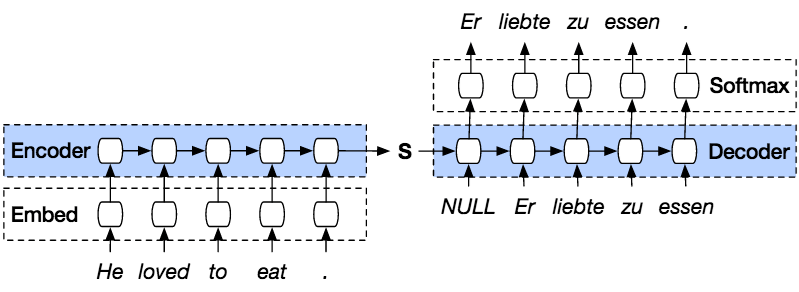 Er liebte zu essen .
Softmax
Encoder
S
Decoder
Embed
NULL Er liebte zu essen
He loved to eat .